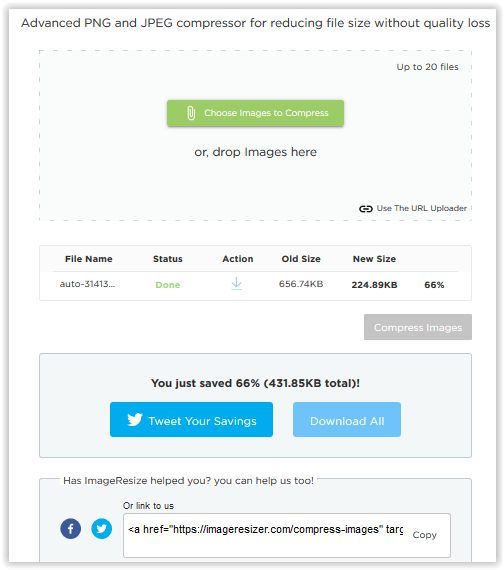 Advanced PNG and JPEG compressor for reducing file size without quality loss
Up to 20 files
Choose Images to Compress
or, drop Images here
Use The URL Uploader
File Name Status Action Old Size New Size
auto-31413... Done 656.74KB 224.89KB 66%
Compress Images
You just saved 66% (431.85KB total)!
Tweet Your Savings Download All
Has ImageResize helped you? you can help us too!
Or link to us
<a href="https://imageresizer.com/compress-images" targ Copy